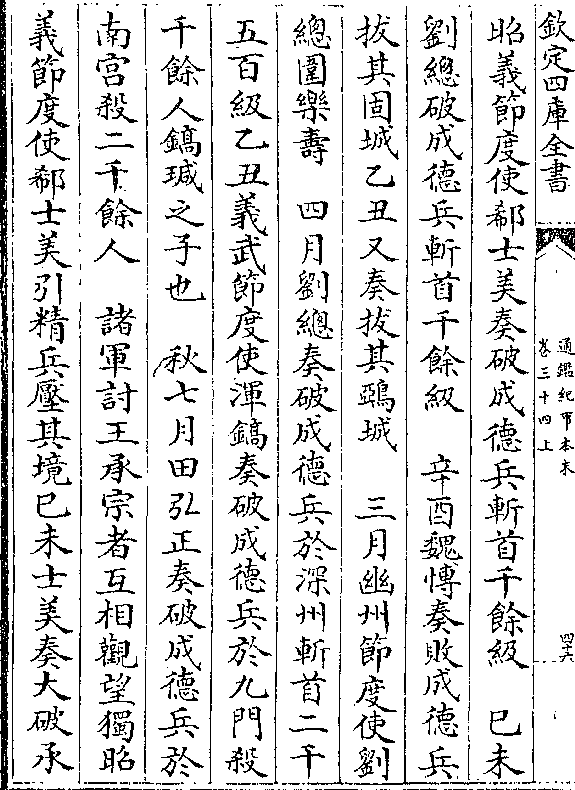 欽定四庫全書
通鑑紀事本末
卷三十四上
四十六
昭義節度使郗士美奏破成德兵斬首千餘級　己未
劉總破成德兵斬首千餘級　辛酉魏博奏敗成德兵
拔其固城乙丑又奏拔其鵶城　三月幽州節度使劉
總圍樂壽　四月劉總奏破成德兵於深州斬首二千
五百級乙丑義武節度使渾鎬奏破成德兵於九門殺
千餘人鎬瑊之子也　秋七月田弘正奏破成德兵於
南宫殺二千餘人　諸軍討王承宗者互相觀望獨昭
義節度使郗士美引精兵壓其境己未士美奏大破承